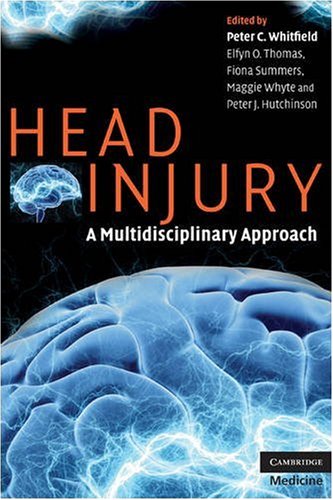 Edited by
Peter C. Whitfield
Elfyn O. Thomas,
Fiona Summers,
Maggie Whyte and
Peter J. Hutchinson
HEAD
INJURY
A Multidisciplinary Approach
CAMBRIDGE
Medicine